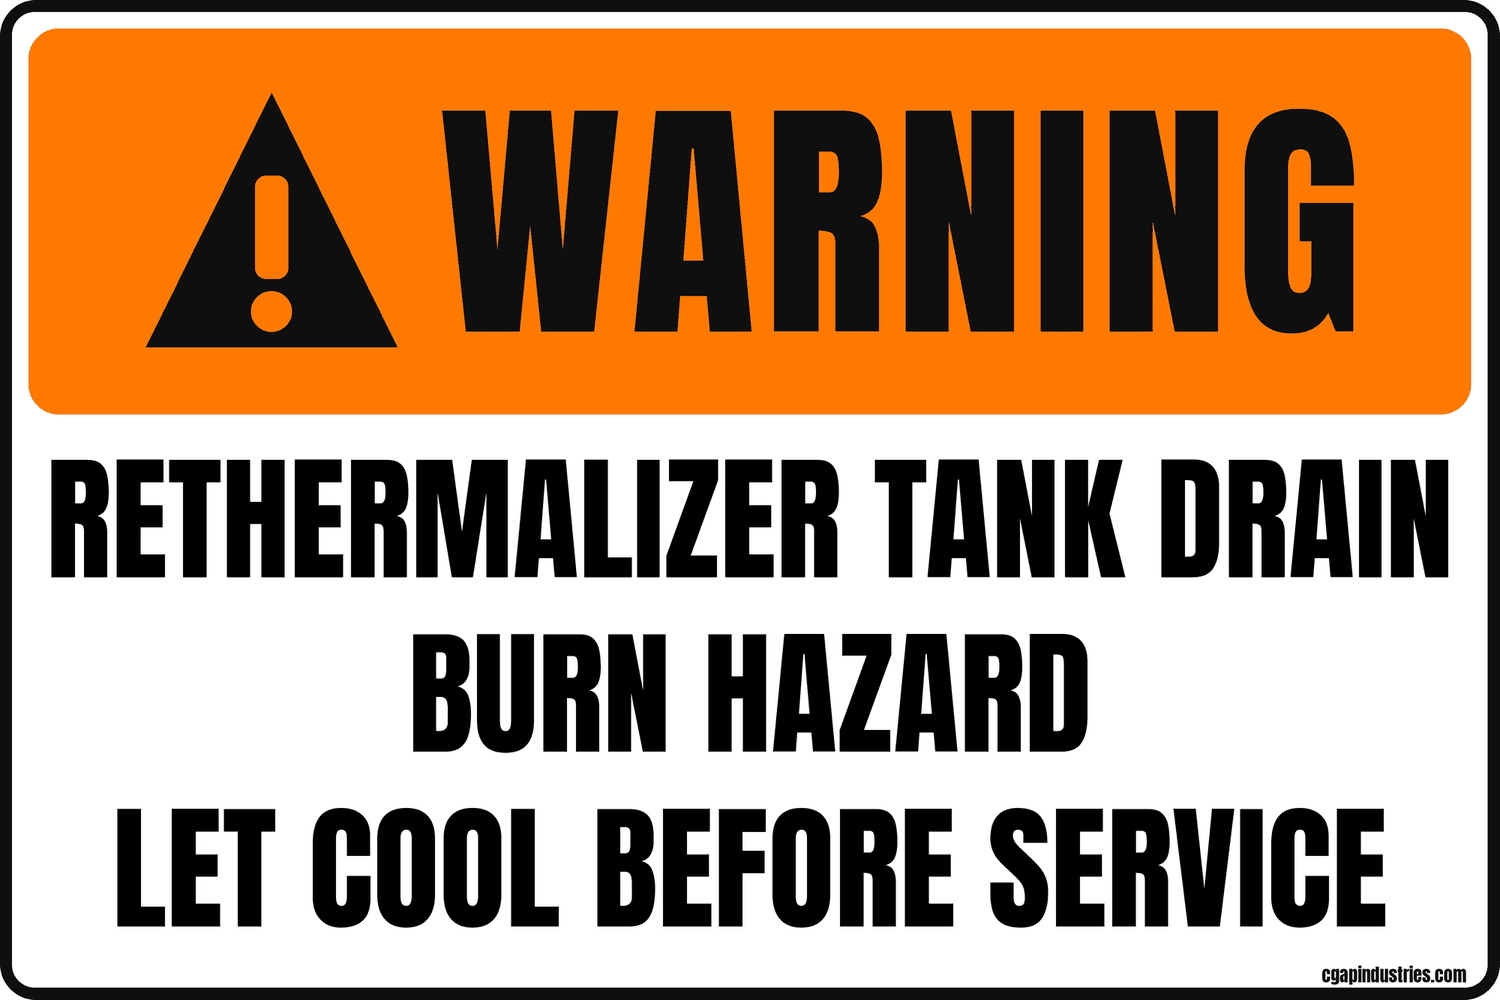 WARNING
RETHERMALIZER TANK DRAIN
BURN HAZARD
LET COOL BEFORE SERVICE
cgapindustries.com